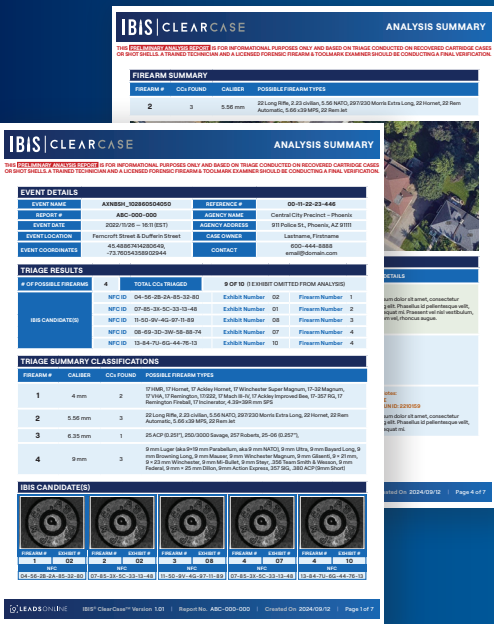 IBIS | CLEARCASE
ANALYSIS SUMMARY
THIS PRELIMINARY ANALYSIS REPORT IS FOR INFORMATIONAL PURPOSES ONLY AND BASED ON TRIAGE CONDUCTED ON RECOVERED CARTRIDGE CASES
OR SHOT SHELLS. A TRAINED TECHNICIAN AND A LICENSED FORENSIC FIREARM & TOOLMARK EXAMINER SHOULD BE CONDUCTING A FINAL VERIFICATION.
FIREARM SUMMARY
FIREARM # CCs FOUND CALIBER POSSIBLE FIREARM TYPES
2 3 5.56 mm 22 Long Rifle, 2.23 civilian, 5.56 NATO, 297/230 Morris Extra Long, 22 Hornet, 22 Rem
Automatic, 5.66 x39 MPS, 22 Rem Jet
DETAILS
sum dolor sit amet, consectetur
Created On 2024/09/12 | Page 4 of 7
IBIS | CLEARCASE
ANALYSIS SUMMARY
THIS PRELIMINARY ANALYSIS REPORT IS FOR INFORMATIONAL PURPOSES ONLY AND BASED ON TRIAGE CONDUCTED ON RECOVERED CARTRIDGE CASES
OR SHOT SHELLS. A TRAINED TECHNICIAN AND A LICENSED FORENSIC FIREARM & TOOLMARK EXAMINER SHOULD BE CONDUCTING A FINAL VERIFICATION.
EVENT DETAILS
EVENT NAME AXNBSH_102860504050 REFERENCE # 00-11-22-23-446
REPORT # ABC-000-000 AGENCY NAME Central City Precinct – Phoenix
EVENT DATE 2022/11/26 – 16:11 (EST) AGENCY ADDRESS 911 Police St., Phoenix, AZ 91111
EVENT LOCATION Ferncroft Street & Dufferin Street CASE OWNER Lastname, Firstname
EVENT COORDINATES 45.48867414280649,
-73.76054358902944
CONTACT 600-444-8888
email@domain.com
TRIAGE RESULTS
# OF POSSIBLE FIREARMS 4 TOTAL CCs TRIAGED 9 OF 10 (1 EXHIBIT OMITTED FROM ANALYSIS)
IBIS CANDIDATE(S)
NFC ID 04-56-2B-2A-85-32-80 Exhibit Number 02 Firearm Number 1
NFC ID 07-85-3X-5C-33-13-48 Exhibit Number 01 Firearm Number 2
NFC ID 11-50-9V-4G-97-11-89 Exhibit Number 08 Firearm Number 3
NFC ID 08-69-3D-3W-58-88-74 Exhibit Number 07 Firearm Number 4
NFC ID 13-84-7U-6G-44-76-13 Exhibit Number 10 Firearm Number 4
TRIAGE SUMMARY CLASSIFICATIONS
FIREARM # CALIBER CCs FOUND POSSIBLE FIREARM TYPES
1 4 mm 2 17 HMR, 17 Hornet, 17 Ackley Hornet, 17 Winchester Super Magnum, 17-32 Magnum,
17 VHA, 17 Remington, 17/222, 17 Mach III-IV, 17 Ackley Improved Bee, 17-357 RG, 17
Remington Fireball, 17 Incinerator, 4.39×39R mm SPS
2 5.56 mm 3 22 Long Rifle, 2.23 civilian, 5.56 NATO, 297/230 Morris Extra Long, 22 Hornet, 22 Rem
Automatic, 5.66 x39 MPS, 22 Rem Jet
3 6.35 mm 1 25 ACP (0.251"), 250/3000 Savage, 257 Roberts, 25-06 (0.257"),
4 9 mm 3 9 mm Luger (aka 9×19 mm Parabellum, aka 9 mm NATO), 9 mm Ultra, 9 mm Bayard Long, 9
mm Browning Long, 9 mm Mauser, 9 mm Winchester Magnum, 9 mm Glisenti, 9 × 21 mm,
9 × 23 mm Winchester, 9 mm Mi-Bullet, 9 mm Steyr, .356 Team Smith & Wesson, 9 mm
Federal, 9 mm × 25 mm Dillon, 9mm Action Express, 357 SIG, .380 ACP (9mm Short)
IBIS CANDIDATE(S)
FIREARM # EXHIBIT # FIREARM # EXHIBIT # FIREARM # EXHIBIT # FIREARM # EXHIBIT # FIREARM # EXHIBIT #
1 02 2 02 3 08 4 07 4 10
NFC NFC NFC NFC NFC
04-56-2B-2A-85-32-80 07-85-3X-5C-33-13-48 11-50-9V-4G-97-11-89 07-85-3X-5C-33-13-48 13-84-7U-6G-44-76-13
LEADSONLINE IBIS® ClearCase™ Version 1.01 | Report No. ABC-000-000 | Created On 2024/09/12 | Page 1 of 7